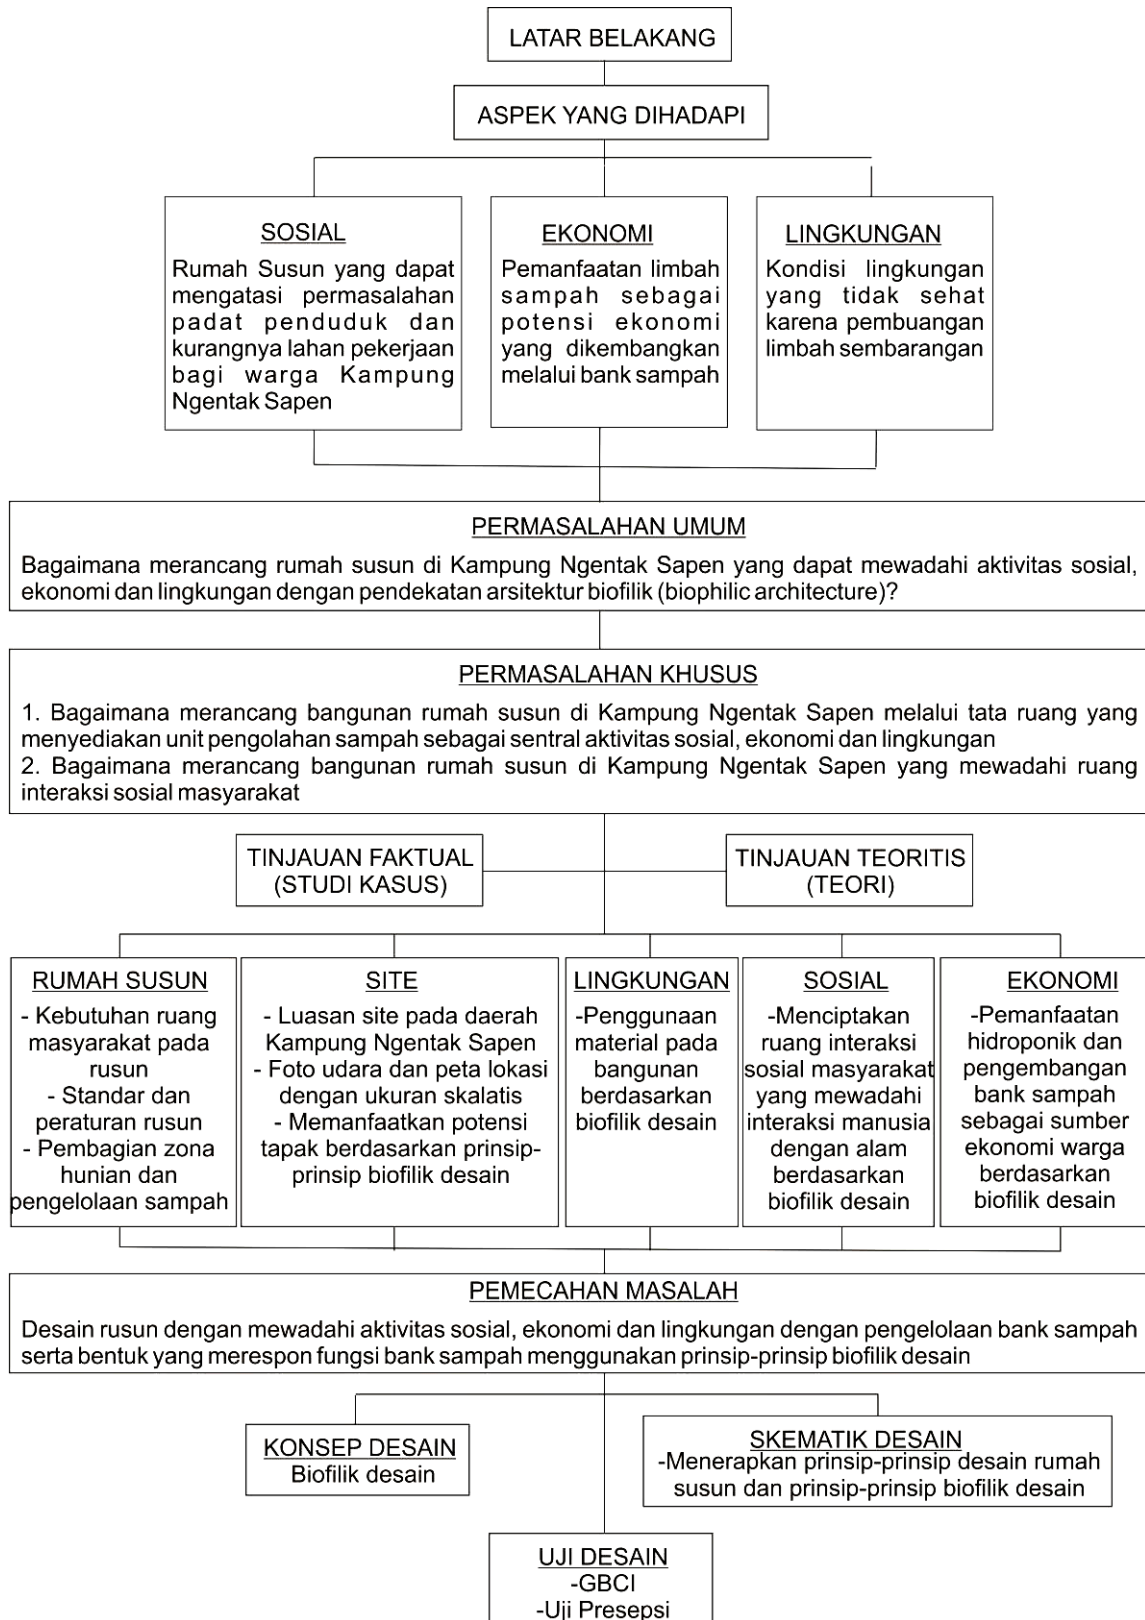 LATAR BELAKANG
ASPEK YANG DIHADAPI
SOSIAL
Rumah Susun yang dapat
mengatasi permasalahan
padat penduduk dan
kurangnya lahan pekerjaan
bagi warga Kampung
Ngentak Sapen
EKONOMI
Pemanfaatan limbah
sampah sebagai
potensi ekonomi
yang dikembangkan
melalui bank sampah
LINGKUNGAN
Kondisi lingkungan
yang tidak sehat
karena pembuangan
limbah sembarangan
PERMASALAHAN UMUM
Bagaimana merancang rumah susun di Kampung Ngentak Sapen yang dapat mewadahi aktivitas sosial,
ekonomi dan lingkungan dengan pendekatan arsitektur biofilik (biophilic architecture)?
PERMASALAHAN KHUSUS
1. Bagaimana merancang bangunan rumah susun di Kampung Ngentak Sapen melalui tata ruang yang
menyediakan unit pengolahan sampah sebagai sentral aktivitas sosial, ekonomi dan lingkungan
2. Bagaimana merancang bangunan rumah susun di Kampung Ngentak Sapen yang mewadahi ruang
interaksi sosial masyarakat
TINJAUAN FAKTUAL
(STUDI KASUS)
TINJAUAN TEORITIS
(TEORI)
RUMAH SUSUN
- Kebutuhan ruang
masyarakat pada
rusun
- Standar dan
peraturan rusun
- Pembagian zona
hunian dan
pengelolaan sampah
SITE
- Luasan site pada daerah
Kampung Ngentak Sapen
- Foto udara dan peta lokasi
dengan ukuran skalatis
- Memanfaatkan potensi
tapak berdasarkan prinsip-
prinsip biofilik desain
LINGKUNGAN
-Penggunaan
material pada
bangunan
berdasarkan
biofilik desain
SOSIAL
-Menciptakan
ruang interaksi
sosial masyarakat
yang mewadahi
interaksi manusia
dengan alam
berdasarkan
biofilik desain
EKONOMI
-Pemanfaatan
hidroponik dan
pengembangan
bank sampah
sebagai sumber
ekonomi warga
berdasarkan
biofilik desain
PEMECAHAN MASALAH
Desain rusun dengan mewadahi aktivitas sosial, ekonomi dan lingkungan dengan pengelolaan bank sampah
serta bentuk yang merespon fungsi bank sampah menggunakan prinsip-prinsip biofilik desain
KONSEP DESAIN
Biofilik desain
SKEMATIK DESAIN
-Menerapkan prinsip-prinsip desain rumah
susun dan prinsip-prinsip biofilik desain
UJI DESAIN
-GBCI
-Uji Presepsi